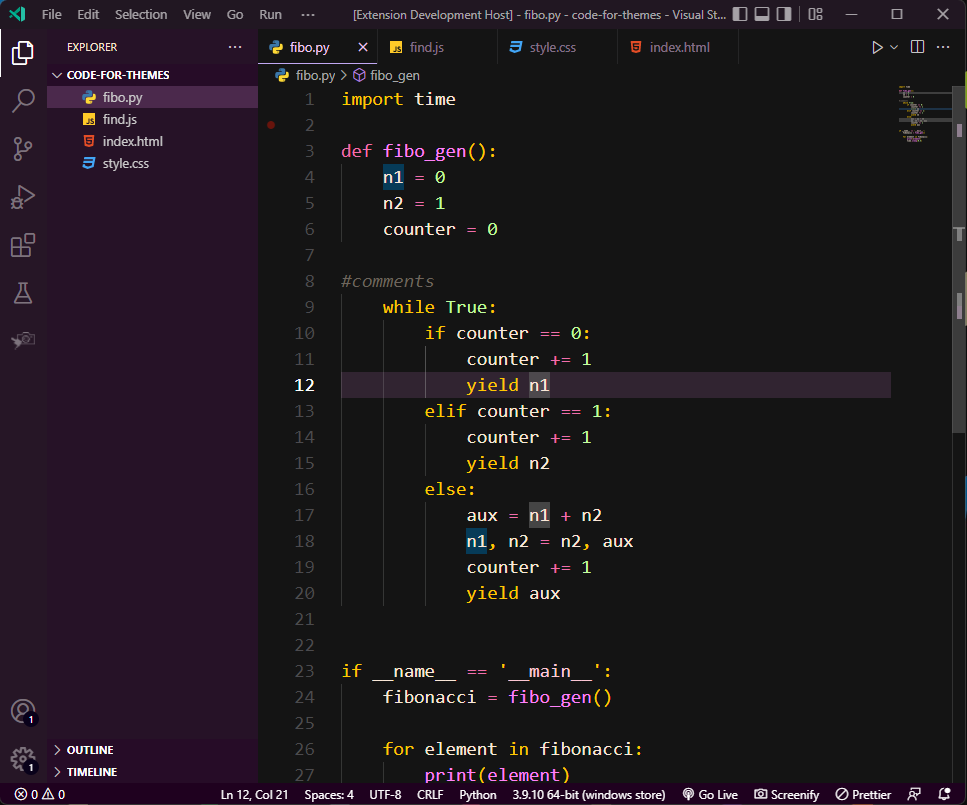 File Edit Selection View Go Run ··· [Extension Development Host] - fibo.py - code-for-themes - Visual St...
EXPLORER ···
CODE-FOR-THEMES
fibo.py
find.js
index.html
style.css
OUTLINE
TIMELINE
fibo.py find.js style.css index.html
fibo.py > fibo_gen
1 import time
2
3 def fibo_gen():
4 n1 = 0
5 n2 = 1
6 counter = 0
7
8 #comments
9 while True:
10 if counter == 0:
11 counter += 1
12 yield n1
13 elif counter == 1:
14 counter += 1
15 yield n2
16 else:
17 aux = n1 + n2
18 n1, n2 = n2, aux
19 counter += 1
20 yield aux
21
22
23 if __name__ == '__main__':
24 fibonacci = fibo_gen()
25
26 for element in fibonacci:
27 print(element)
1
1
0 0 Ln 12, Col 21 Spaces: 4 UTF-8 CRLF Python 3.9.10 64-bit (windows store) Go Live Screenify Prettier